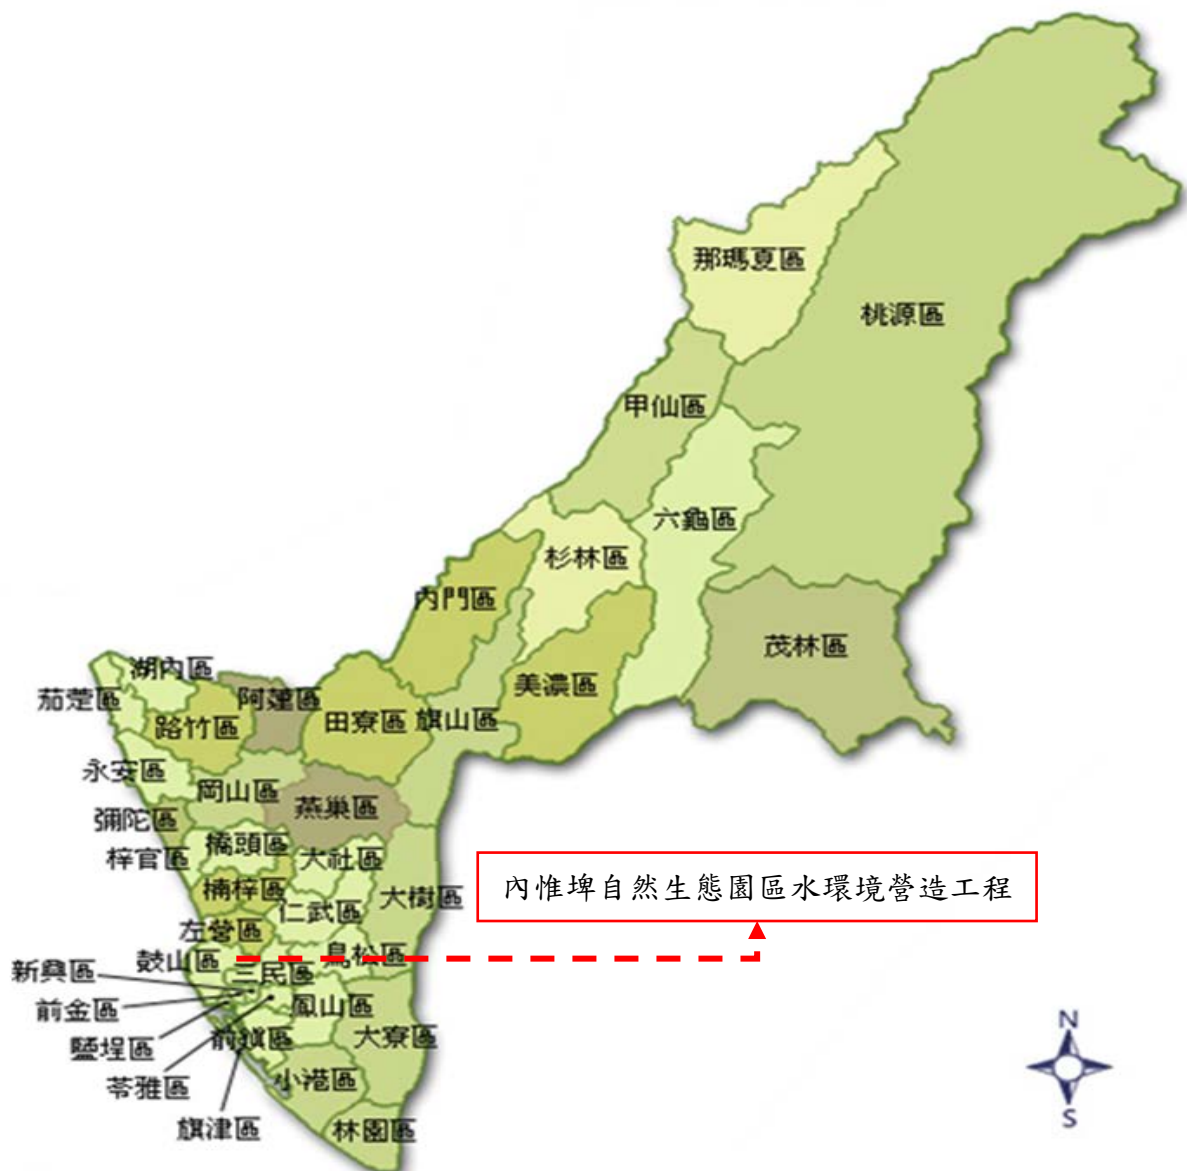 那瑪夏區
桃源區
甲仙區
六龜區
杉林區
內門區
茂林區
湖內區
美濃區
茄萣區
阿蓮區
路竹區
田寮區
旗山區
永安區
岡山區
燕巢區
彌陀區
橋頭區
梓官區
大社區
楠梓區
大樹區
內惟埤自然生態園區水環境營造工程
仁武區
左營區
鼓山區
鳥松區
新興區
三民區
前金區
鳳山區
鹽埕區
前鎮區
大寮區
苓雅區
小港區
旗津區
林園區
N
S